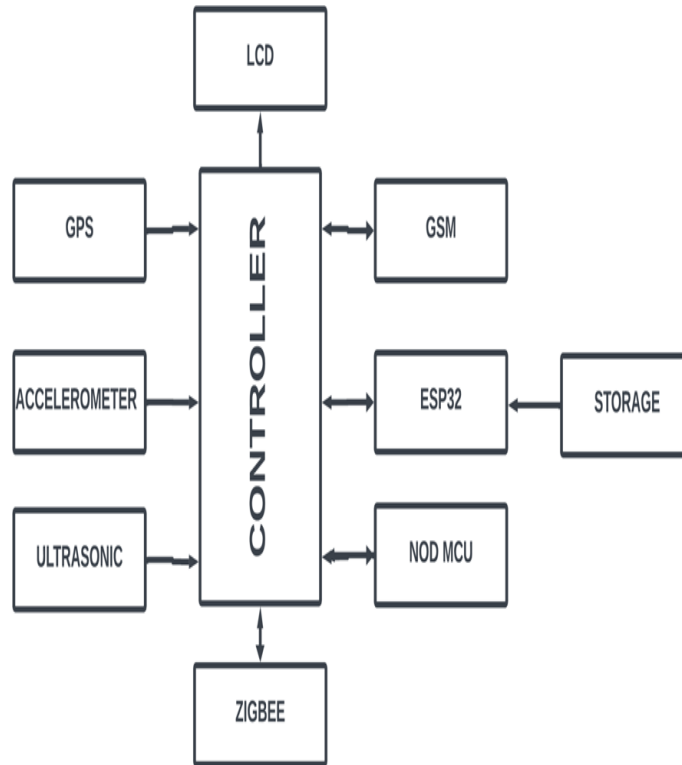 LCD
GPS
GSM
CONTROLLER
ACCELEROMETER
ESP32
STORAGE
ULTRASONIC
NOD MCU
ZIGBEE